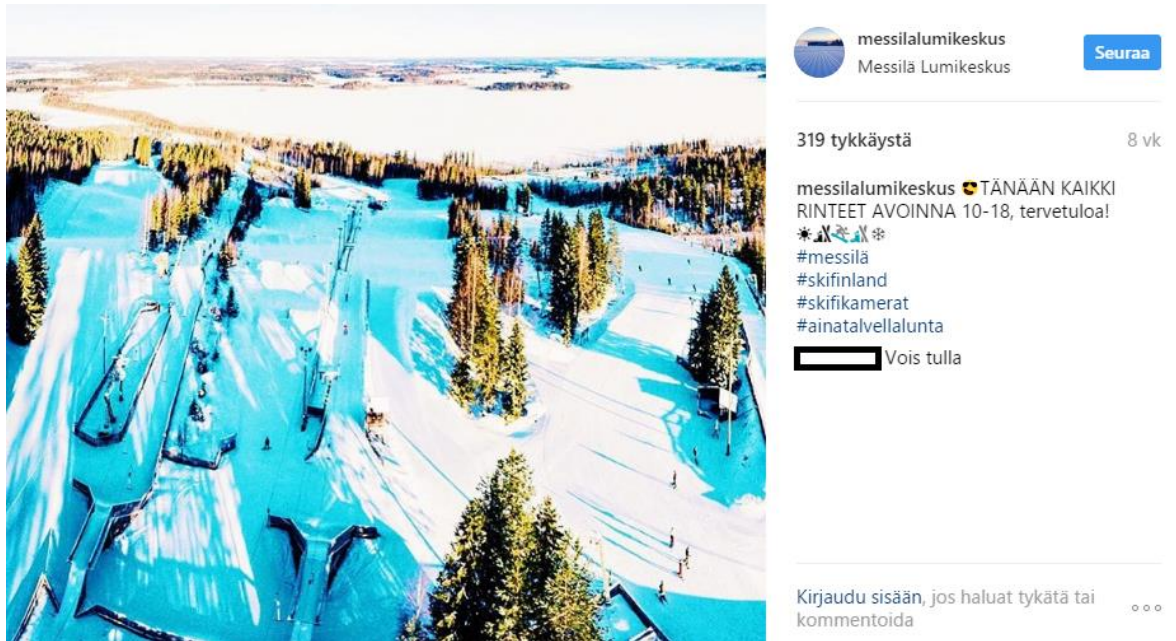 messilalumikeskus
Messilä Lumikeskus
Seuraa
319 tykkäystä
8 vk
messilalumikeskus 😎TÄNÄÄN KAIKKI
RINTEET AVOINNA 10-18, tervetuloa!
☀⛷🏂⛷❄
#messilä
#skifinland
#skifikamerat
#ainatalvellalunta
Vois tulla
Kirjaudu sisään, jos haluat tykätä tai
kommentoida